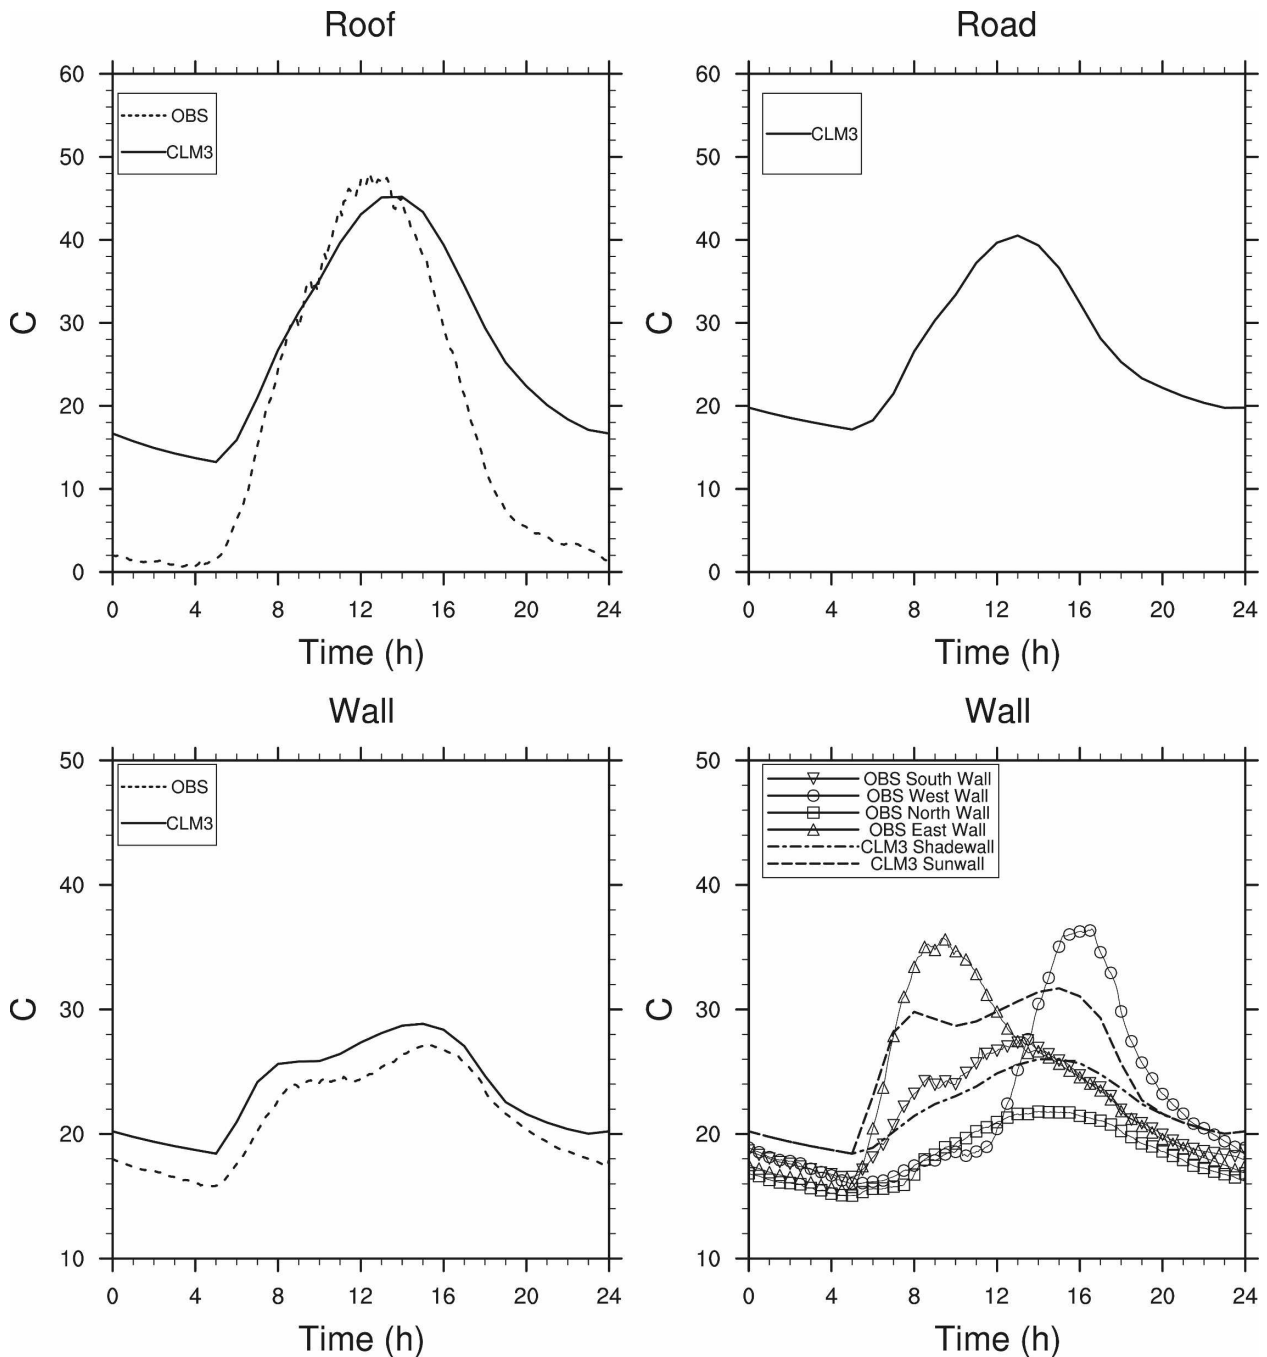 Roof
60
50
40
30
20
10
0
C
OBS
CLM3
0 4 8 12 16 20 24
Time (h)
Road
60
50
40
30
20
10
0
C
CLM3
0 4 8 12 16 20 24
Time (h)
Wall
50
40
30
20
10
C
OBS
CLM3
0 4 8 12 16 20 24
Time (h)
Wall
50
40
30
20
10
C
OBS South Wall
OBS West Wall
OBS North Wall
OBS East Wall
CLM3 Shadewall
CLM3 Sunwall
0 4 8 12 16 20 24
Time (h)